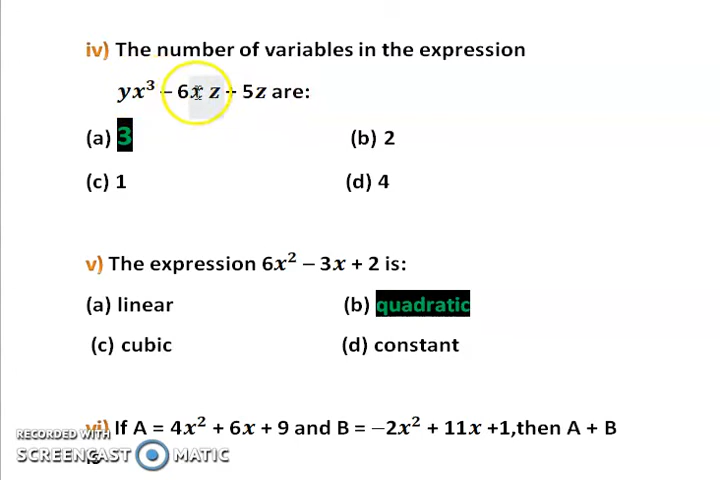 iv) The number of variables in the expression
yx³ – 6x z + 5z are:
(a) 3 (b) 2
(c) 1 (d) 4
v) The expression 6x² – 3x + 2 is:
(a) linear (b) quadratic
(c) cubic (d) constant
vi) If A = 4x² + 6x + 9 and B = –2x² + 11x +1,then A + B
RECORDED WITH
SCREENCAST MATIC